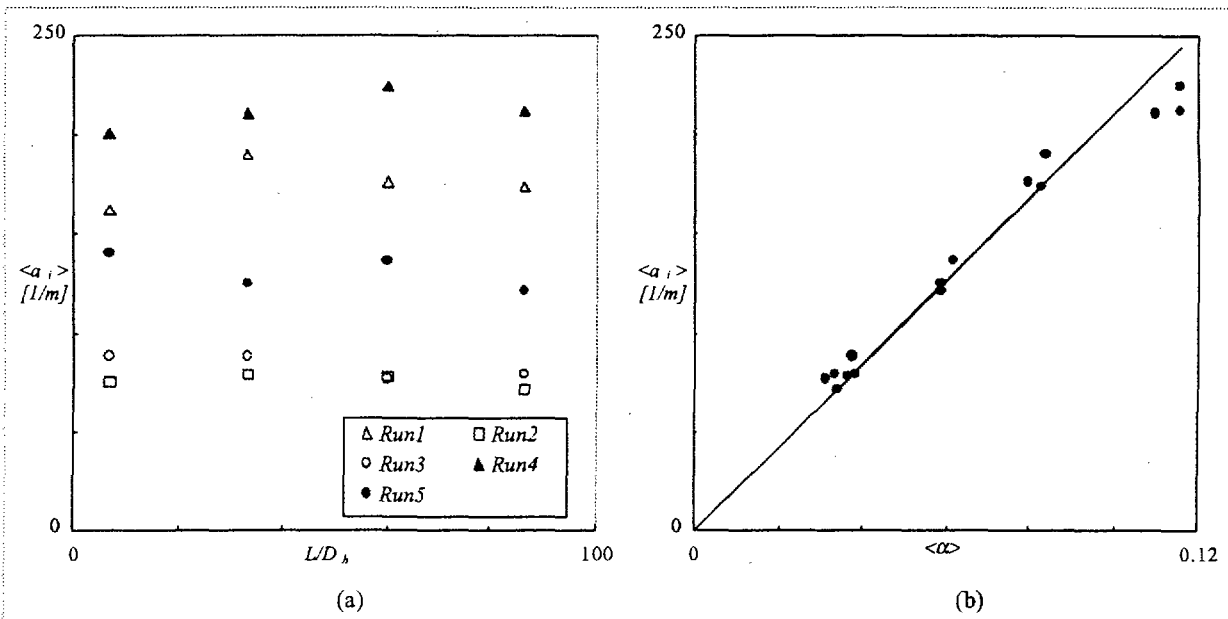 250
<a i>
[1/m]
0
0
L/D h
100
△ Run1 □ Run2
○ Run3 ▲ Run4
● Run5
(a)
250
<a i>
[1/m]
0
0
<α>
0.12
(b)